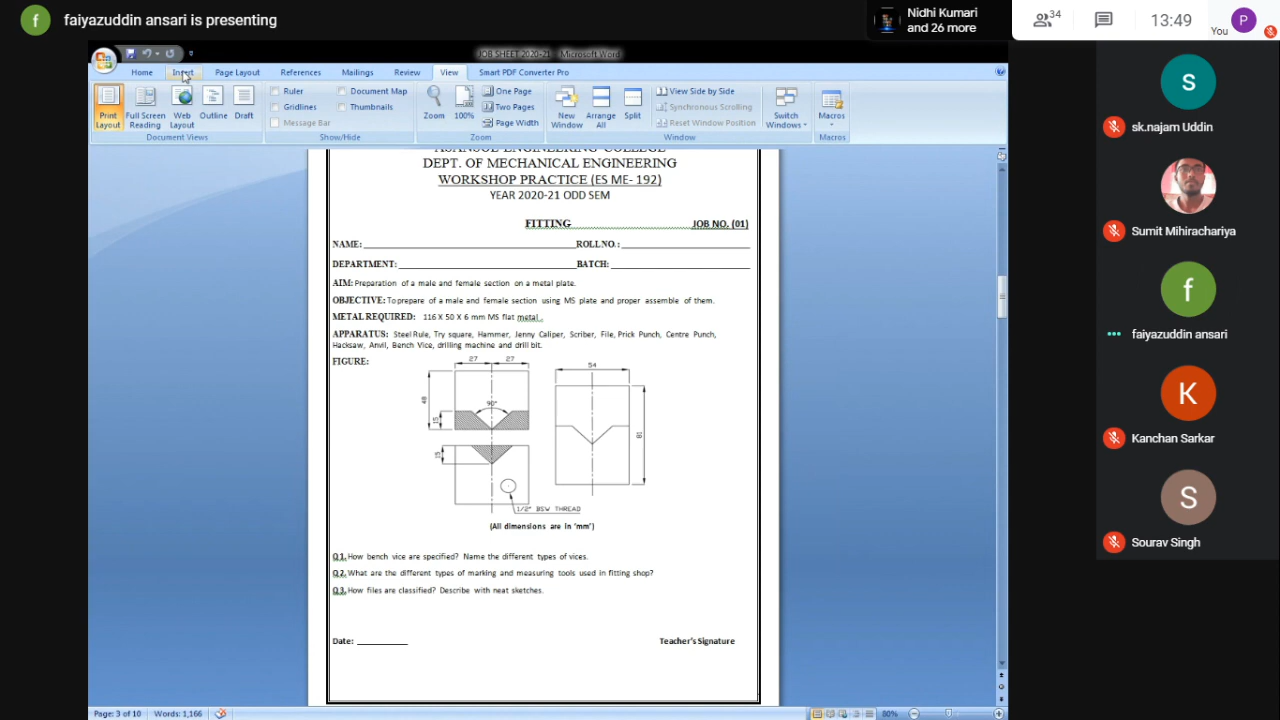 f faiyazuddin ansari is presenting
Nidhi Kumari
and 26 more
34
13:49
You
P
JOB SHEET 2020-21 - Microsoft Word
Home Insert Page Layout References Mailings Review View Smart PDF Converter Pro
Print Layout Full Screen Reading Web Layout Outline Draft
Document Views
Ruler Document Map
Gridlines Thumbnails
Message Bar
Show/Hide
Zoom 100% One Page
Two Pages
Page Width
Zoom
New Window Arrange All Split
View Side by Side
Synchronous Scrolling
Reset Window Position
Window
Switch Windows
Macros
Macros
ASANSOL ENGINEERING COLLEGE
DEPT. OF MECHANICAL ENGINEERING
WORKSHOP PRACTICE (ES ME- 192)
YEAR 2020-21 ODD SEM
FITTING JOB NO. (01)
NAME: ROLL NO.:
DEPARTMENT: BATCH:
AIM: Preparation of a male and female section on a metal plate.
OBJECTIVE: To prepare of a male and female section using MS plate and proper assemble of them.
METAL REQUIRED: 116 X 50 X 6 mm MS flat metal .
APPARATUS: Steel Rule, Try square, Hammer, Jenny Caliper, Scriber, File, Prick Punch, Centre Punch,
Hacksaw, Anvil, Bench Vice, drilling machine and drill bit.
FIGURE:
27 27
54
48
90°
15
81
15
1/2" BSW THREAD
(All dimensions are in 'mm')
Q1. How bench vice are specified? Name the different types of vices.
Q2. What are the different types of marking and measuring tools used in fitting shop?
Q3. How files are classified? Describe with neat sketches.
Date: __________ Teacher's Signature
Page: 3 of 10 Words: 1,166
80%
s
sk.najam Uddin
Sumit Mihirachariya
f
faiyazuddin ansari
K
Kanchan Sarkar
S
Sourav Singh